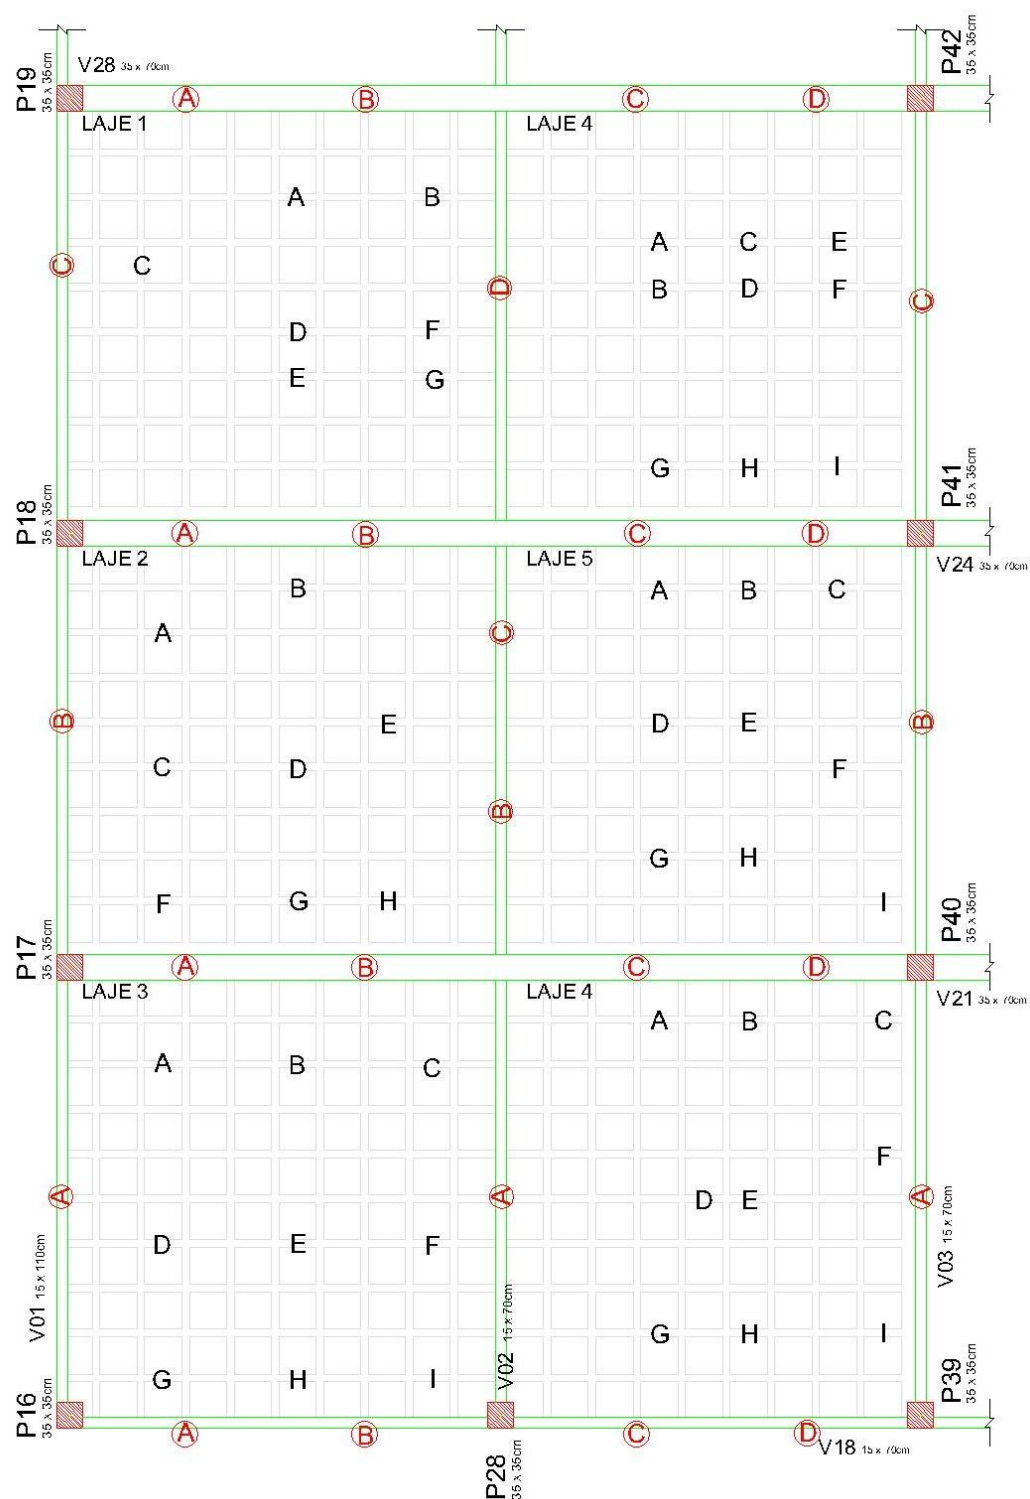 P19
35 x 35cm
V28 35 x 70cm
P42
35 x 35cm
A
B
C
D
LAJE 1
LAJE 4
A
B
C
C
D
E
F
G
D
A
C
E
B
D
F
C
G
H
I
P18
35 x 35cm
P41
35 x 35cm
A
B
C
D
V24 35 x 70cm
LAJE 2
LAJE 5
B
A
E
C
D
F
G
H
B
C
B
A
B
C
D
E
F
G
H
I
B
P17
35 x 35cm
P40
35 x 35cm
A
B
C
D
V21 35 x 70cm
LAJE 3
LAJE 4
A
B
C
D
E
F
G
H
I
A
A
A
B
C
F
D
E
G
H
I
A
V01 15 x 110cm
V02 15 x 70cm
V03 15 x 70cm
P16
35 x 35cm
P39
35 x 35cm
A
B
C
D
V18 15 x 70cm
P28
35 x 35cm